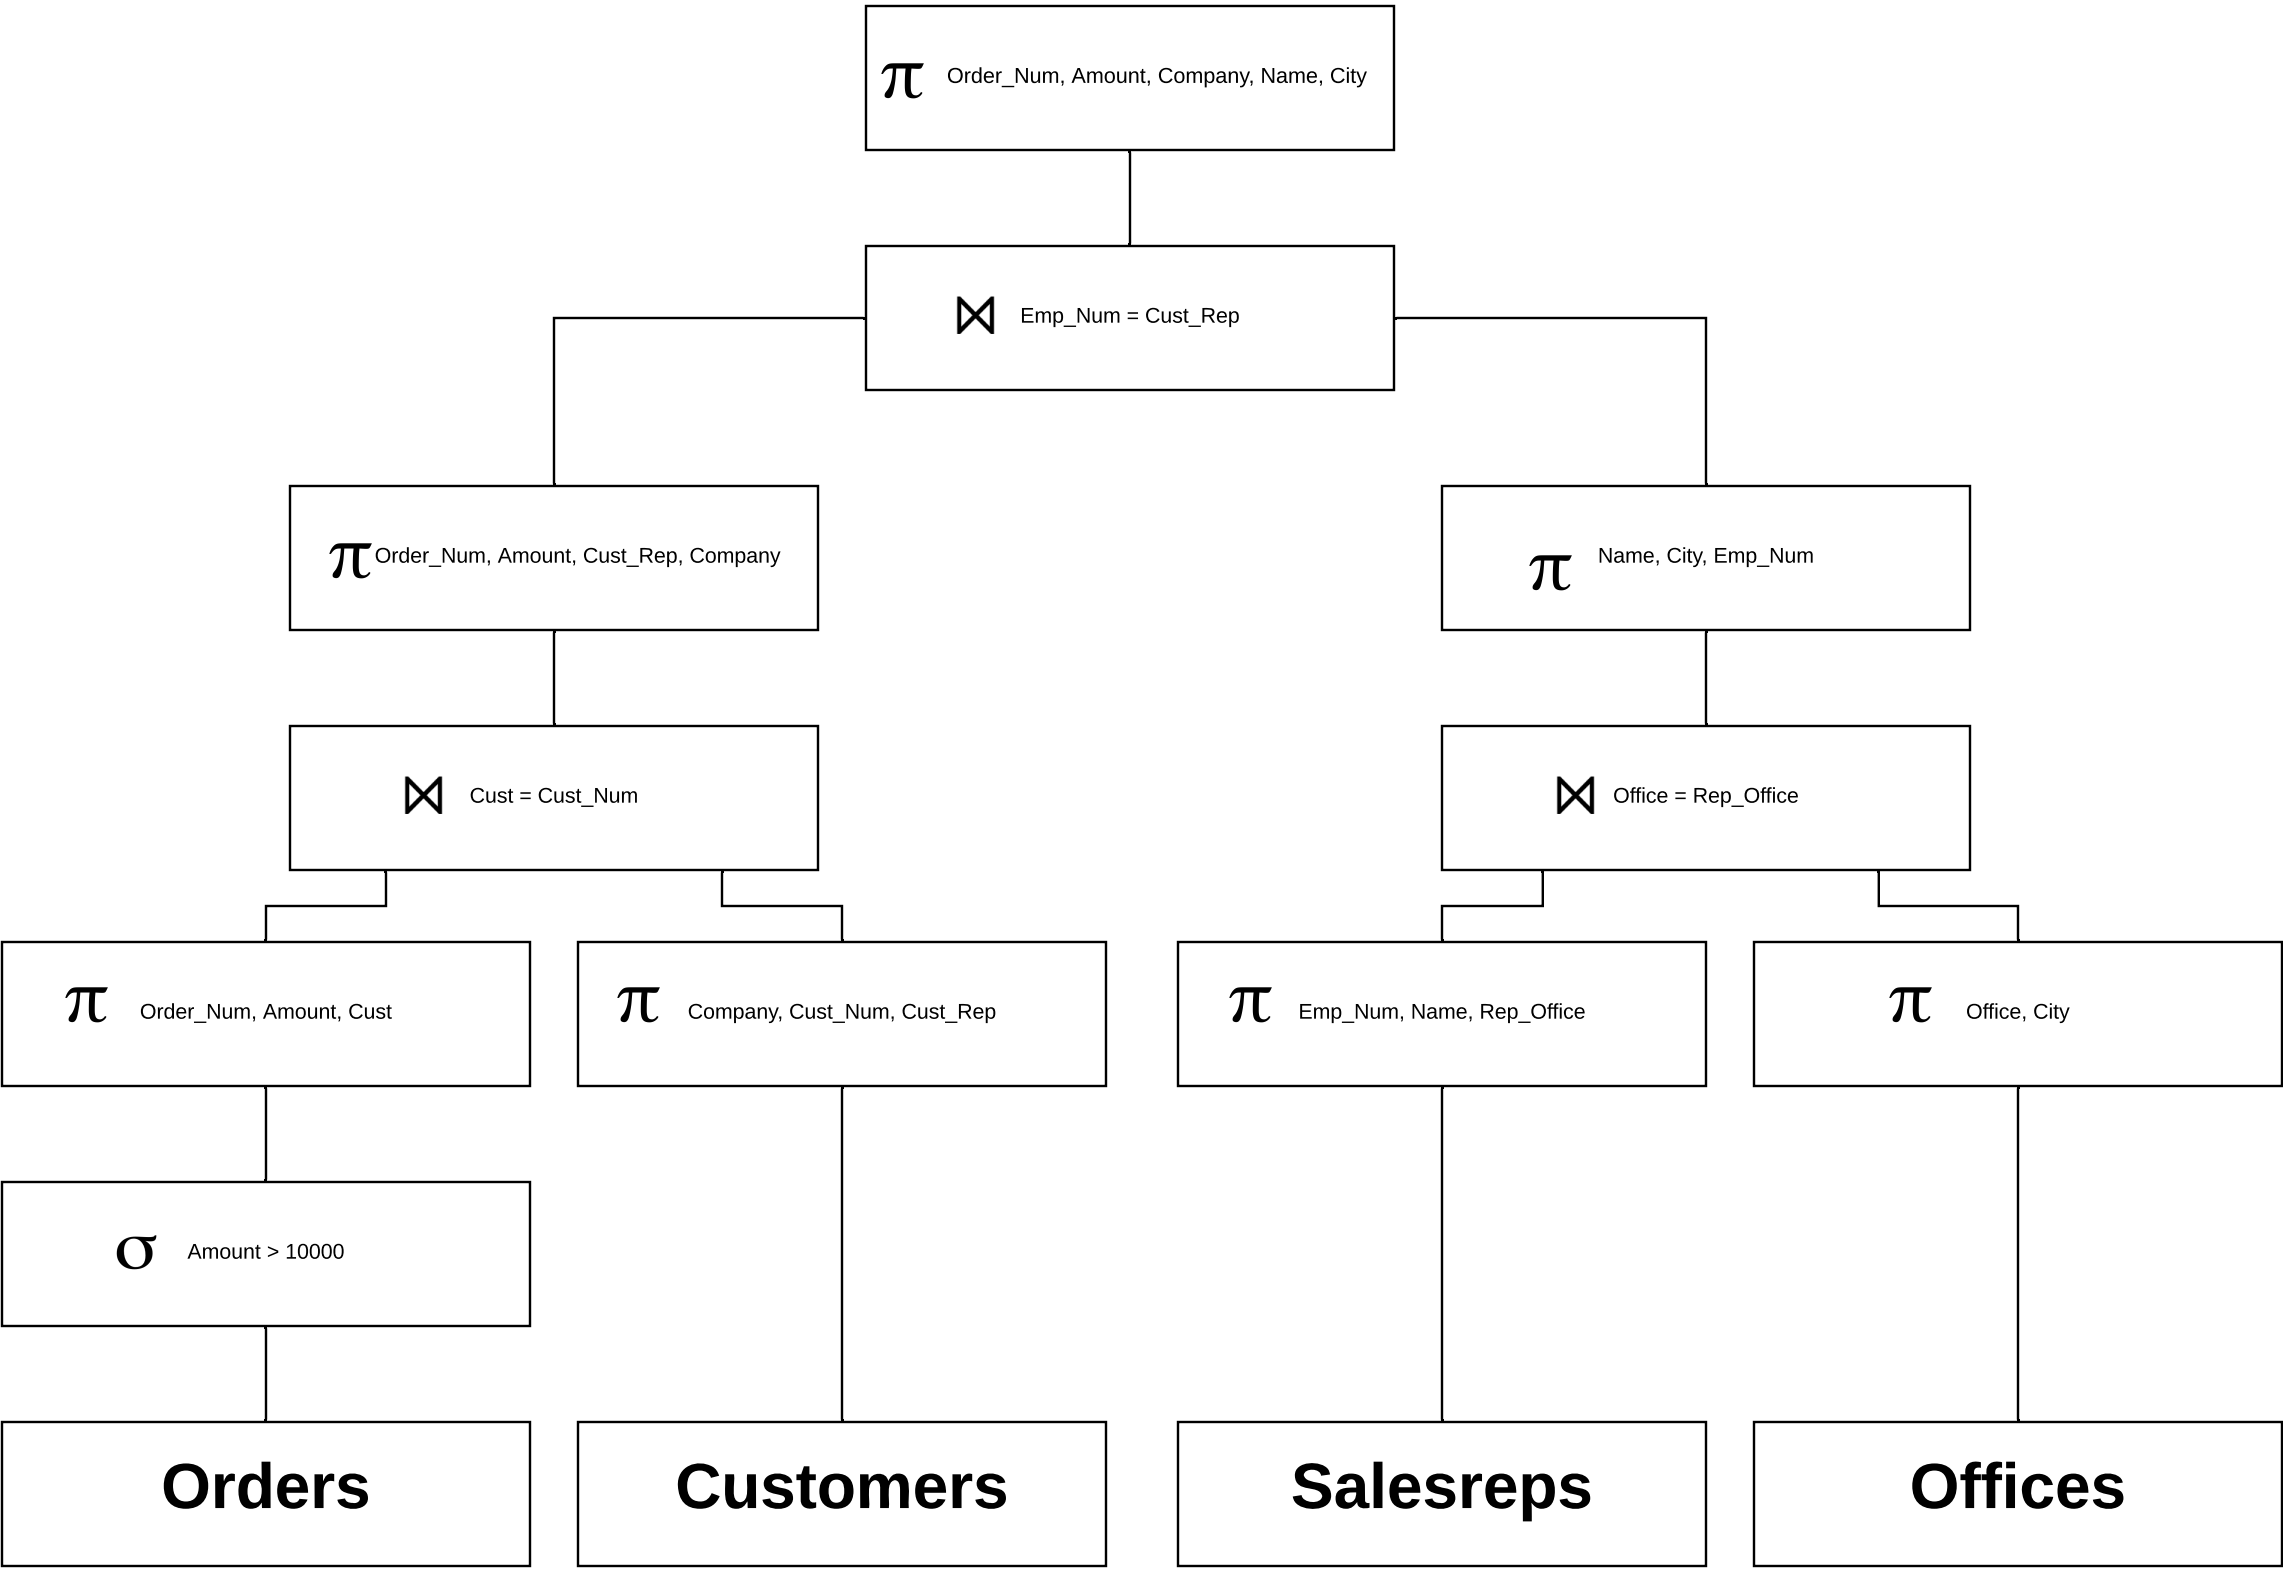 π Order_Num, Amount, Company, Name, City
⋈ Emp_Num = Cust_Rep
π Order_Num, Amount, Cust_Rep, Company
π Name, City, Emp_Num
⋈ Cust = Cust_Num
⋈ Office = Rep_Office
π Order_Num, Amount, Cust
π Company, Cust_Num, Cust_Rep
π Emp_Num, Name, Rep_Office
π Office, City
σ Amount > 10000
Orders
Customers
Salesreps
Offices